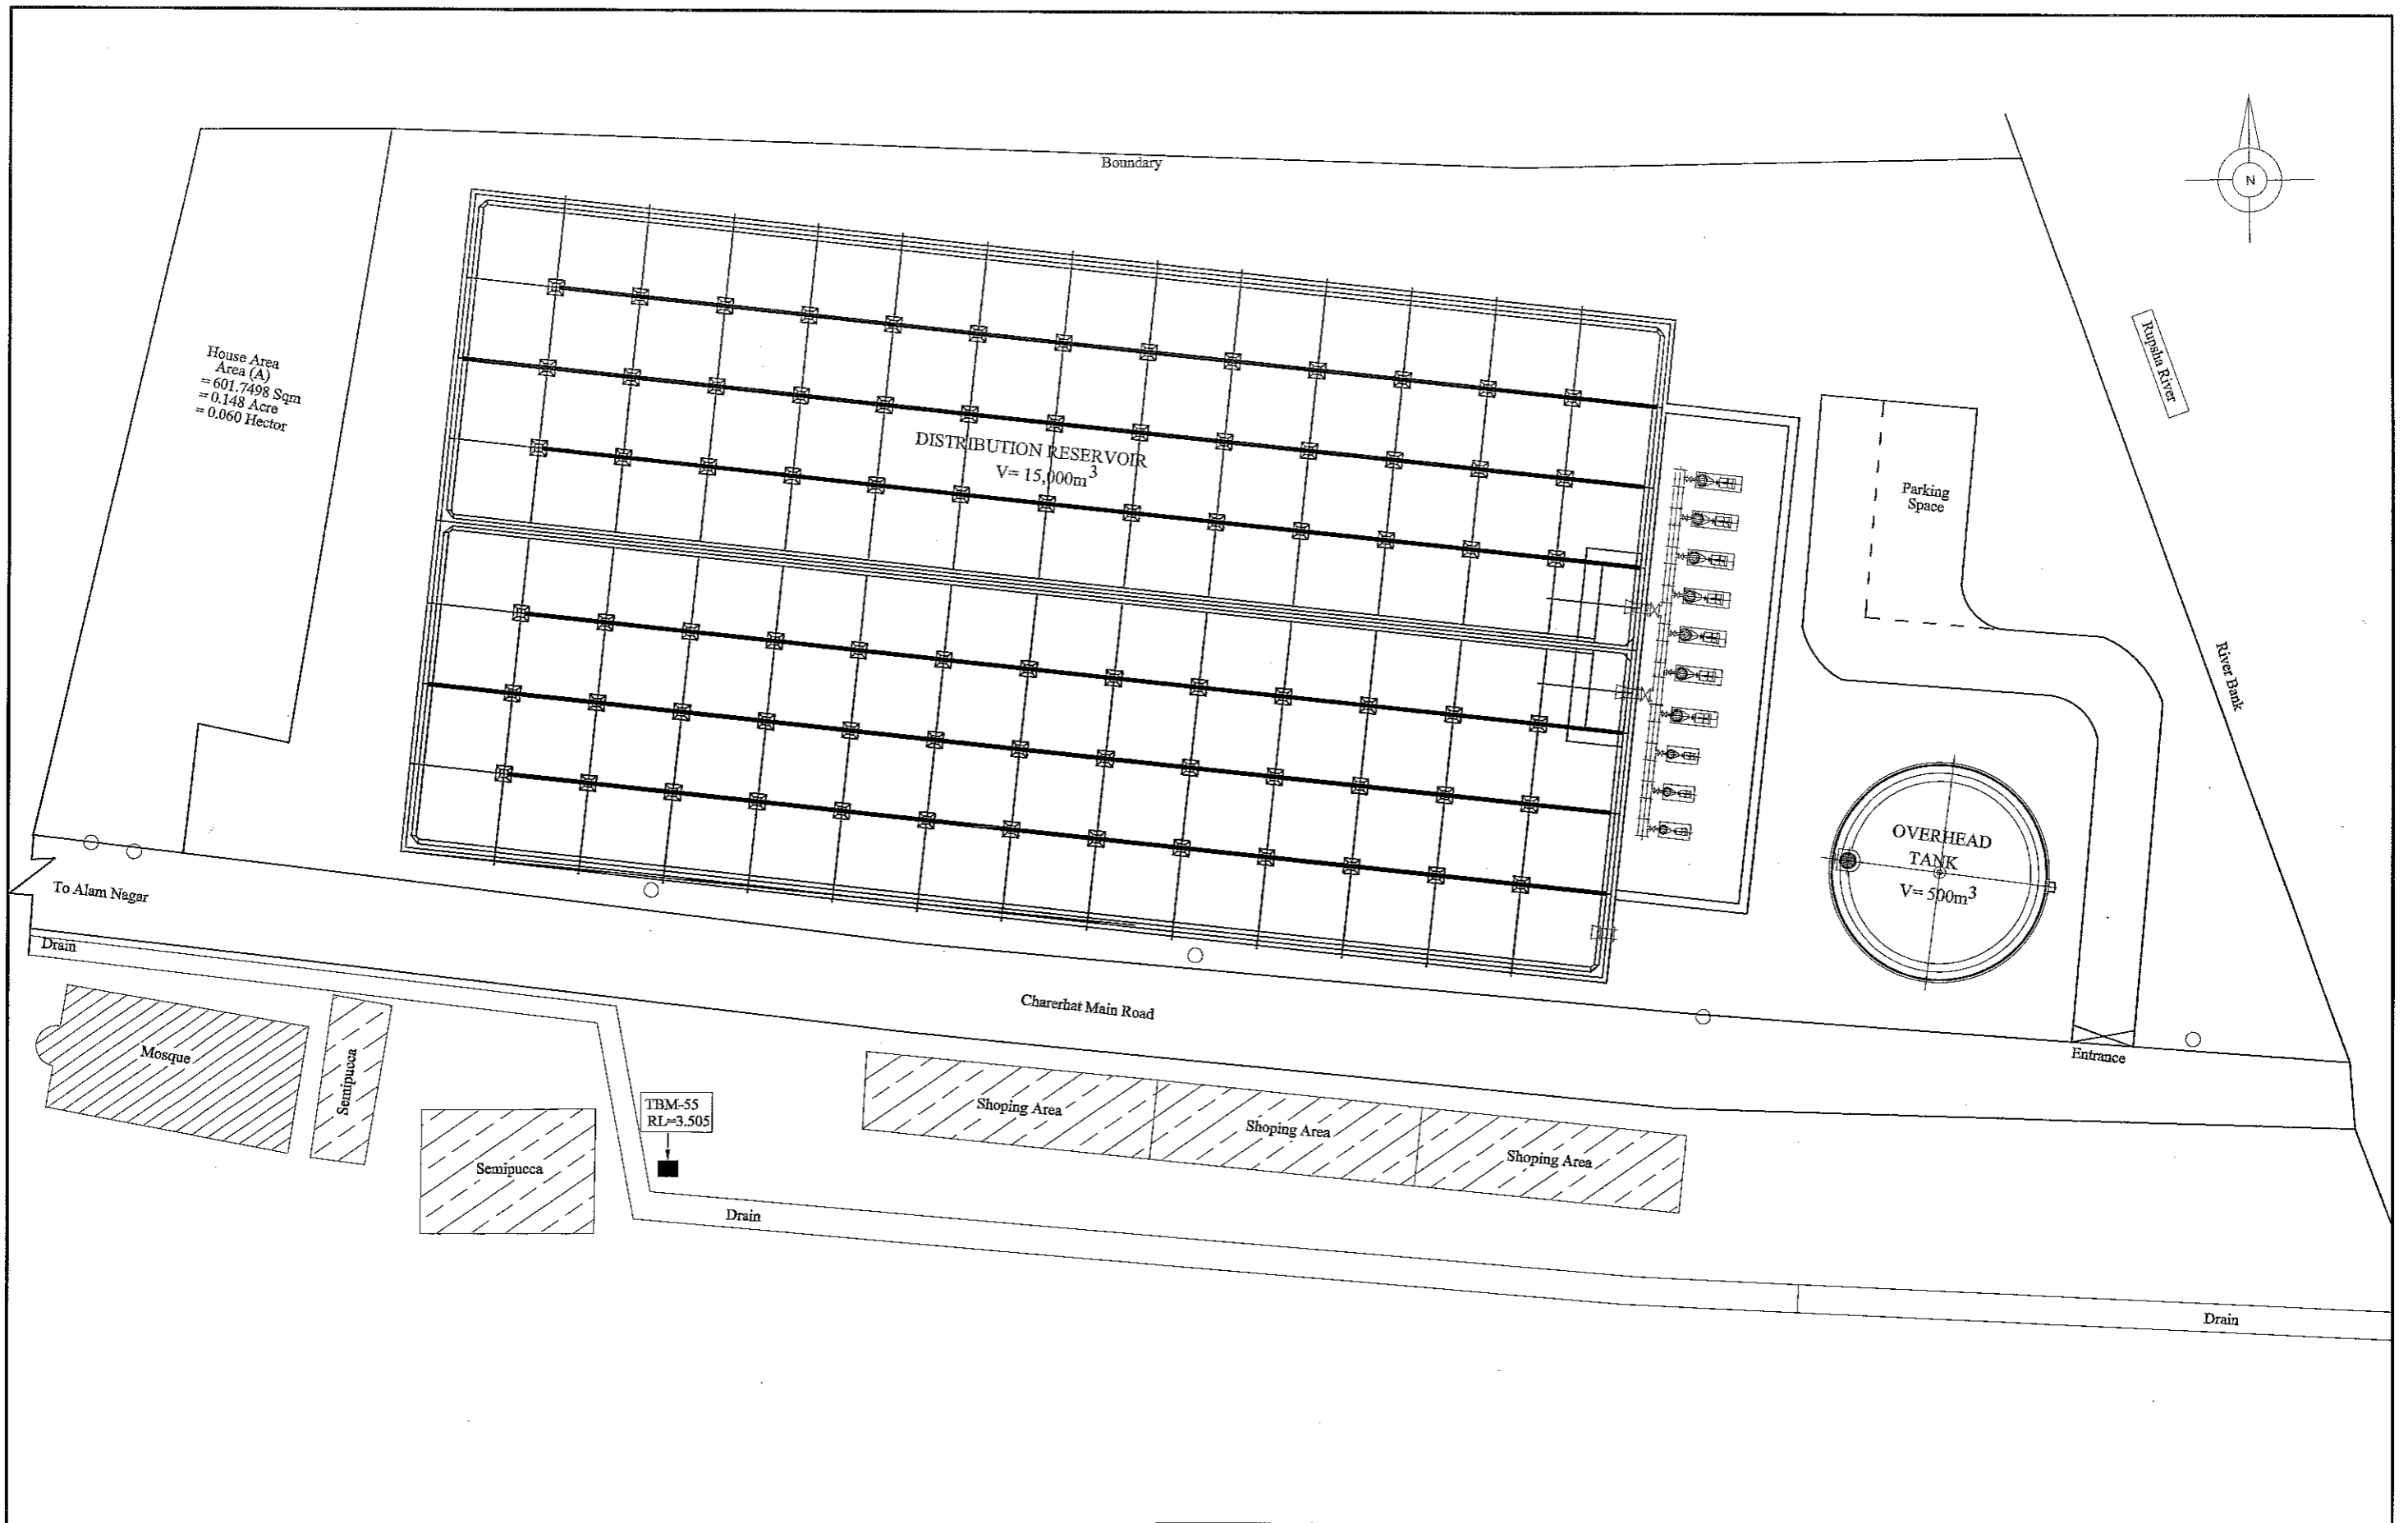 Boundary
N
House Area
Area (A)
=601.7498 Sqm
=0.148 Acre
=0.060 Hector
DISTRIBUTION RESERVOIR
V= 15,000m³
Rupsha River
Parking
Space
River Bank
OVERHEAD
TANK
V= 500m³
To Alam Nagar
Drain
Charerhat Main Road
Entrance
Mosque
Semipucca
Semipucca
TBM-55
RL=3.505
Shoping Area
Shoping Area
Shoping Area
Drain
Drain